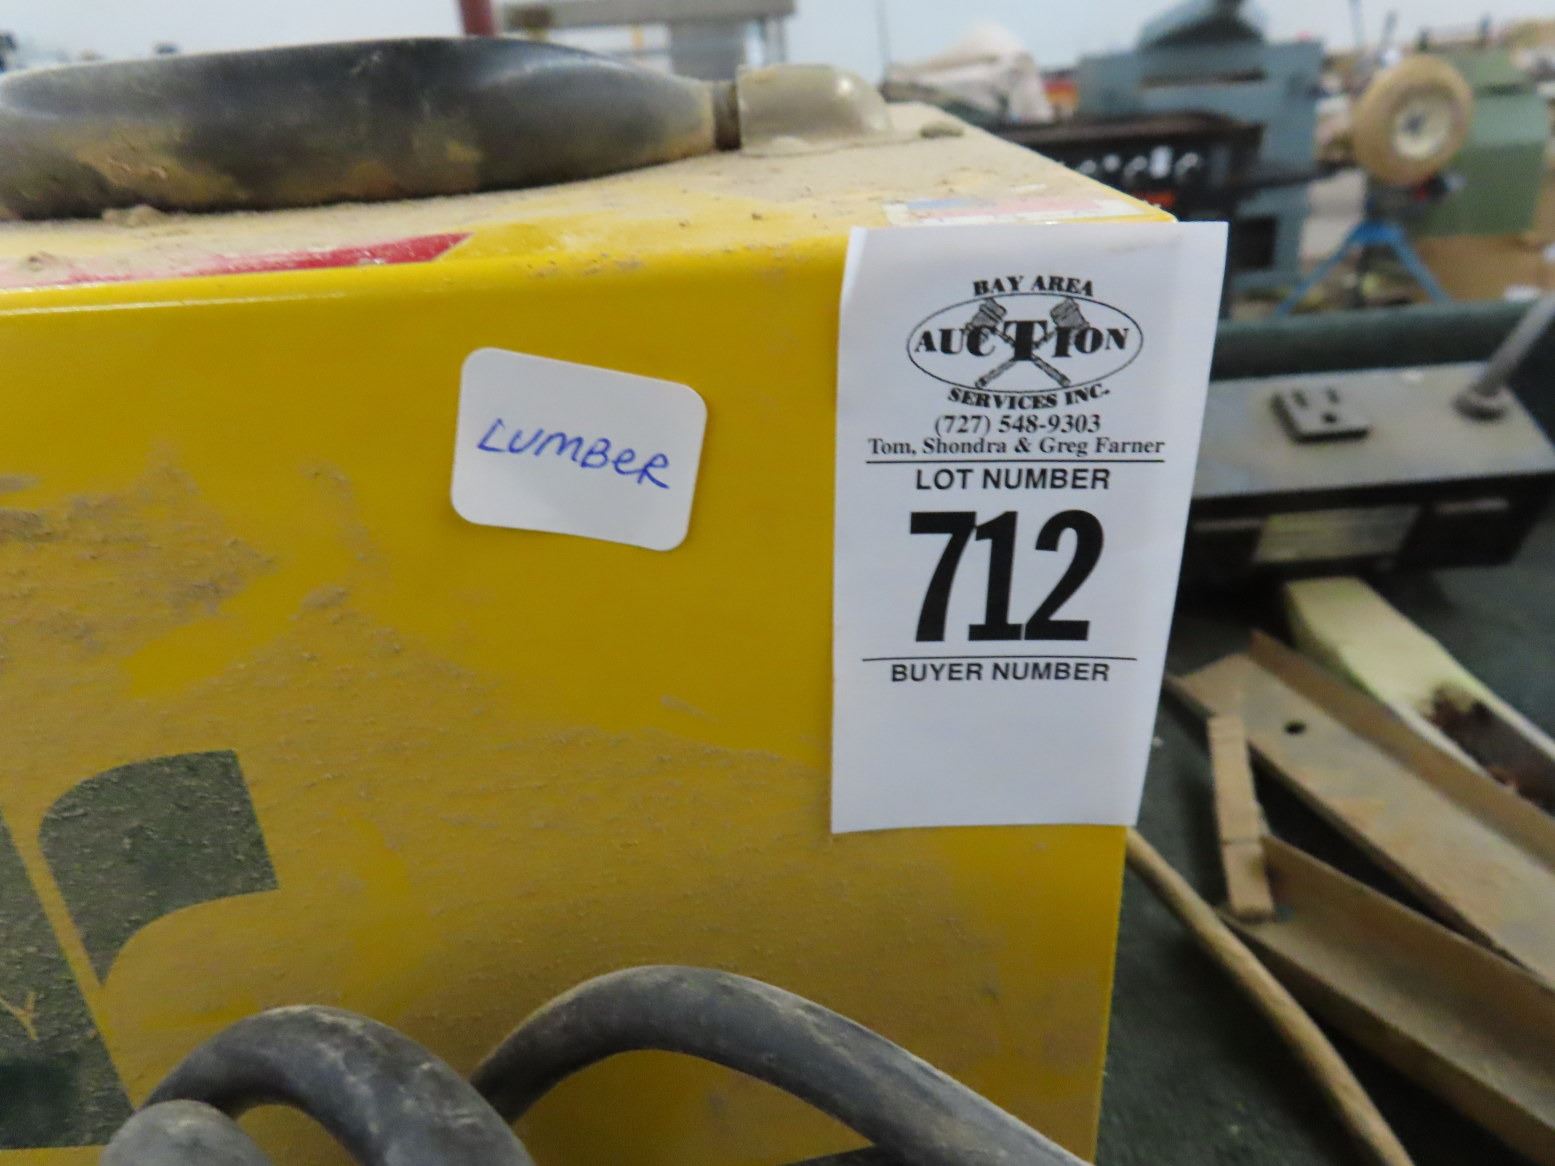 LUMBER
BAY AREA
AUCTION
SERVICES INC.
(727) 548-9303
Tom, Shondra & Greg Farner
LOT NUMBER
712
BUYER NUMBER